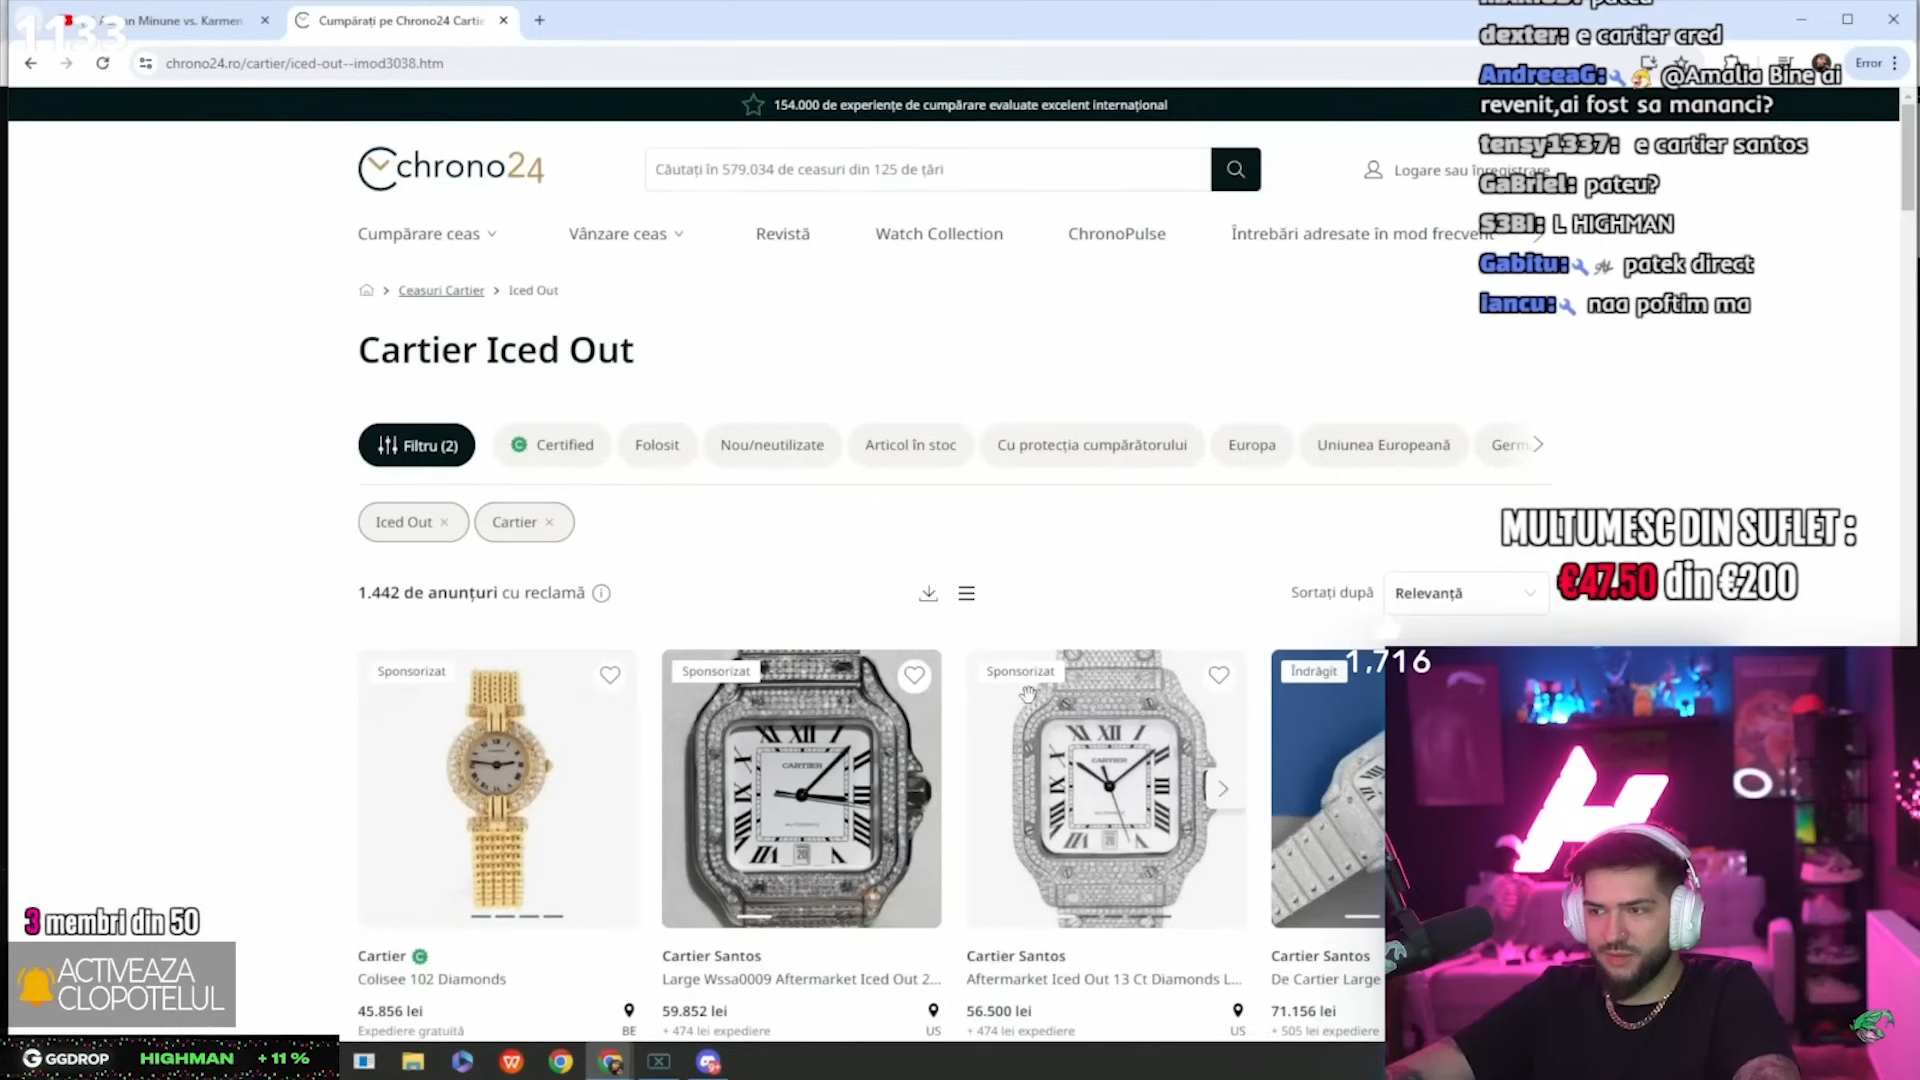 1133
Adrian Minune vs. Karmen
Cumpărați pe Chrono24 Cartie
chrono24.ro/cartier/iced-out--imod3038.htm
Error
154.000 de experiențe de cumpărare evaluate excelent internațional
chrono24
Căutați în 579.034 de ceasuri din 125 de țări
Logare sau înregistrare
Cumpărare ceas
Vânzare ceas
Revistă
Watch Collection
ChronoPulse
Întrebări adresate în mod frecvent
dexter: e cartier cred
AndreeaG: @Amalia Bine ai
revenit,ai fost sa mananci?
tensy1337: e cartier santos
GaBriel: pateu?
S3BI: L HIGHMAN
Gabitu: patek direct
iancu: naa poftim ma
Ceasuri Cartier > Iced Out
Cartier Iced Out
Filtru (2)
Certified
Folosit
Nou/neutilizate
Articol în stoc
Cu protecția cumpărătorului
Europa
Uniunea Europeană
Germ
Iced Out ×
Cartier ×
MULTUMESC DIN SUFLET :
€47.50 din €200
1.442 de anunțuri cu reclamă
Sortați după
Relevanță
1,716
Sponsorizat
Sponsorizat
Sponsorizat
Îndrăgit
CARTIER
CARTIER
Cartier
Colisee 102 Diamonds
45.856 lei
Expediere gratuită
BE
Cartier Santos
Large Wssa0009 Aftermarket Iced Out 2...
59.852 lei
+ 474 lei expediere
US
Cartier Santos
Aftermarket Iced Out 13 Ct Diamonds L...
56.500 lei
+ 474 lei expediere
US
Cartier Santos
De Cartier Large
71.156 lei
+ 505 lei expediere
3 membri din 50
ACTIVEAZA
CLOPOTELUL
GGDROP HIGHMAN +11%